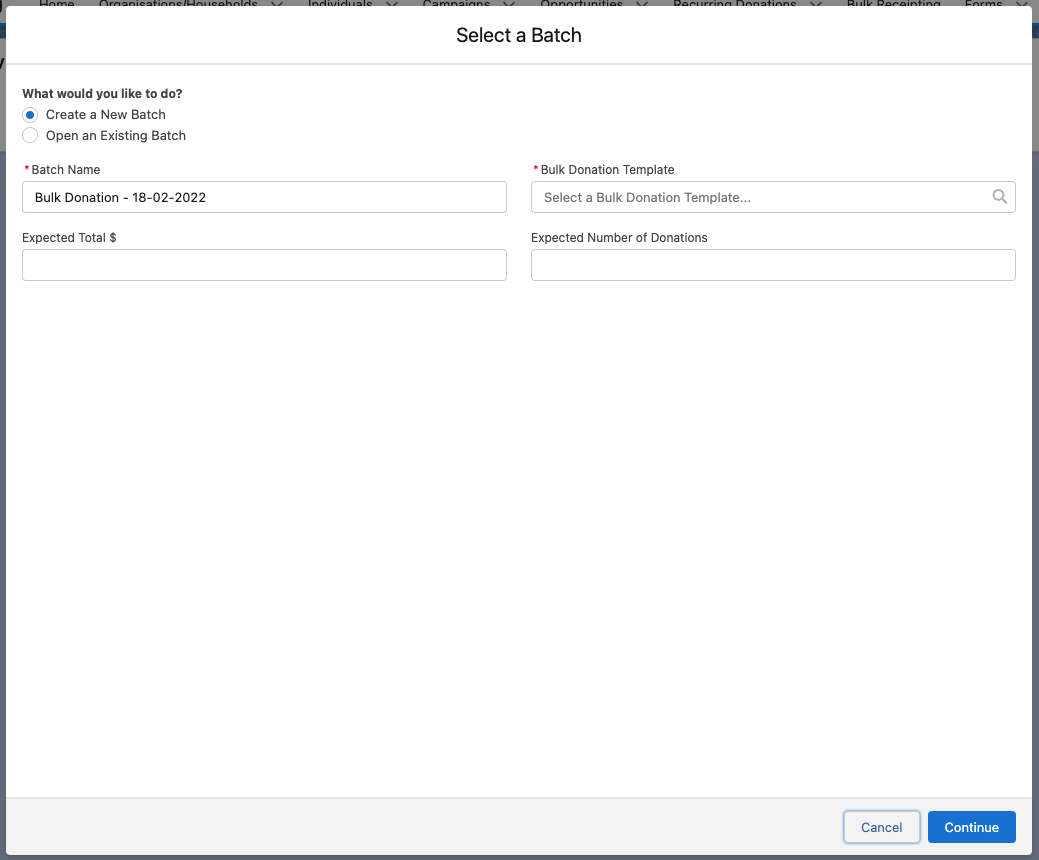 Home Organisations/Households Individuals Campaigns Opportunities Recurring Donations Bulk Receipting Forms
Select a Batch
What would you like to do?
Create a New Batch
Open an Existing Batch
* Batch Name
Bulk Donation - 18-02-2022
* Bulk Donation Template
Select a Bulk Donation Template...
Expected Total $
Expected Number of Donations
Cancel
Continue